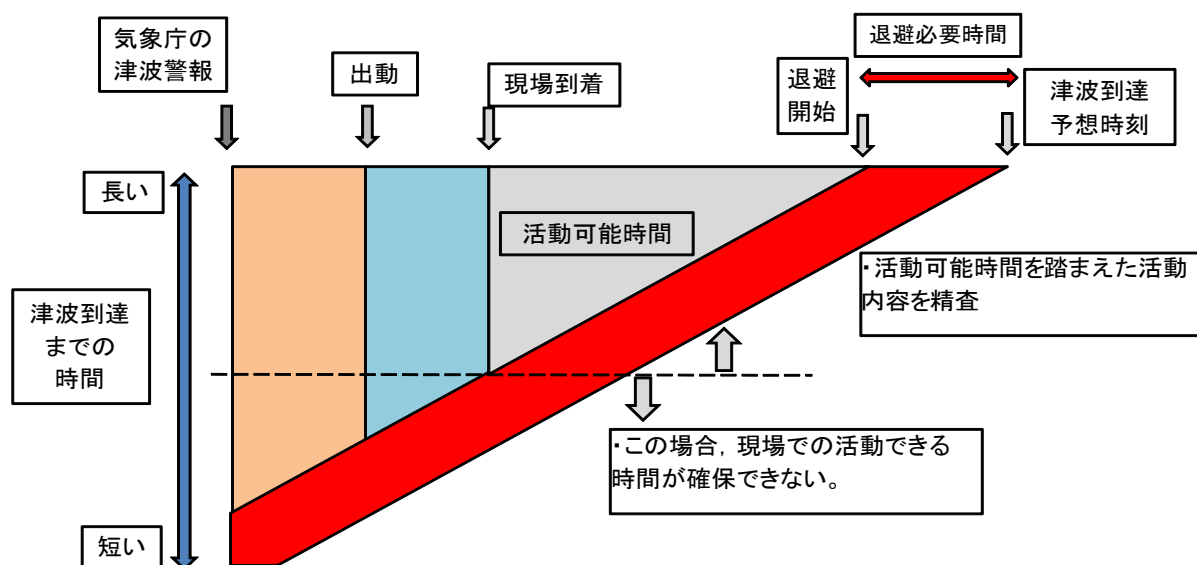 気象庁の
津波警報
出動
現場到着
退避必要時間
退避
開始
津波到達
予想時刻
長い
活動可能時間
・活動可能時間を踏まえた活動
内容を精査
津波到達
までの
時間
・この場合，現場での活動できる
時間が確保できない。
短い